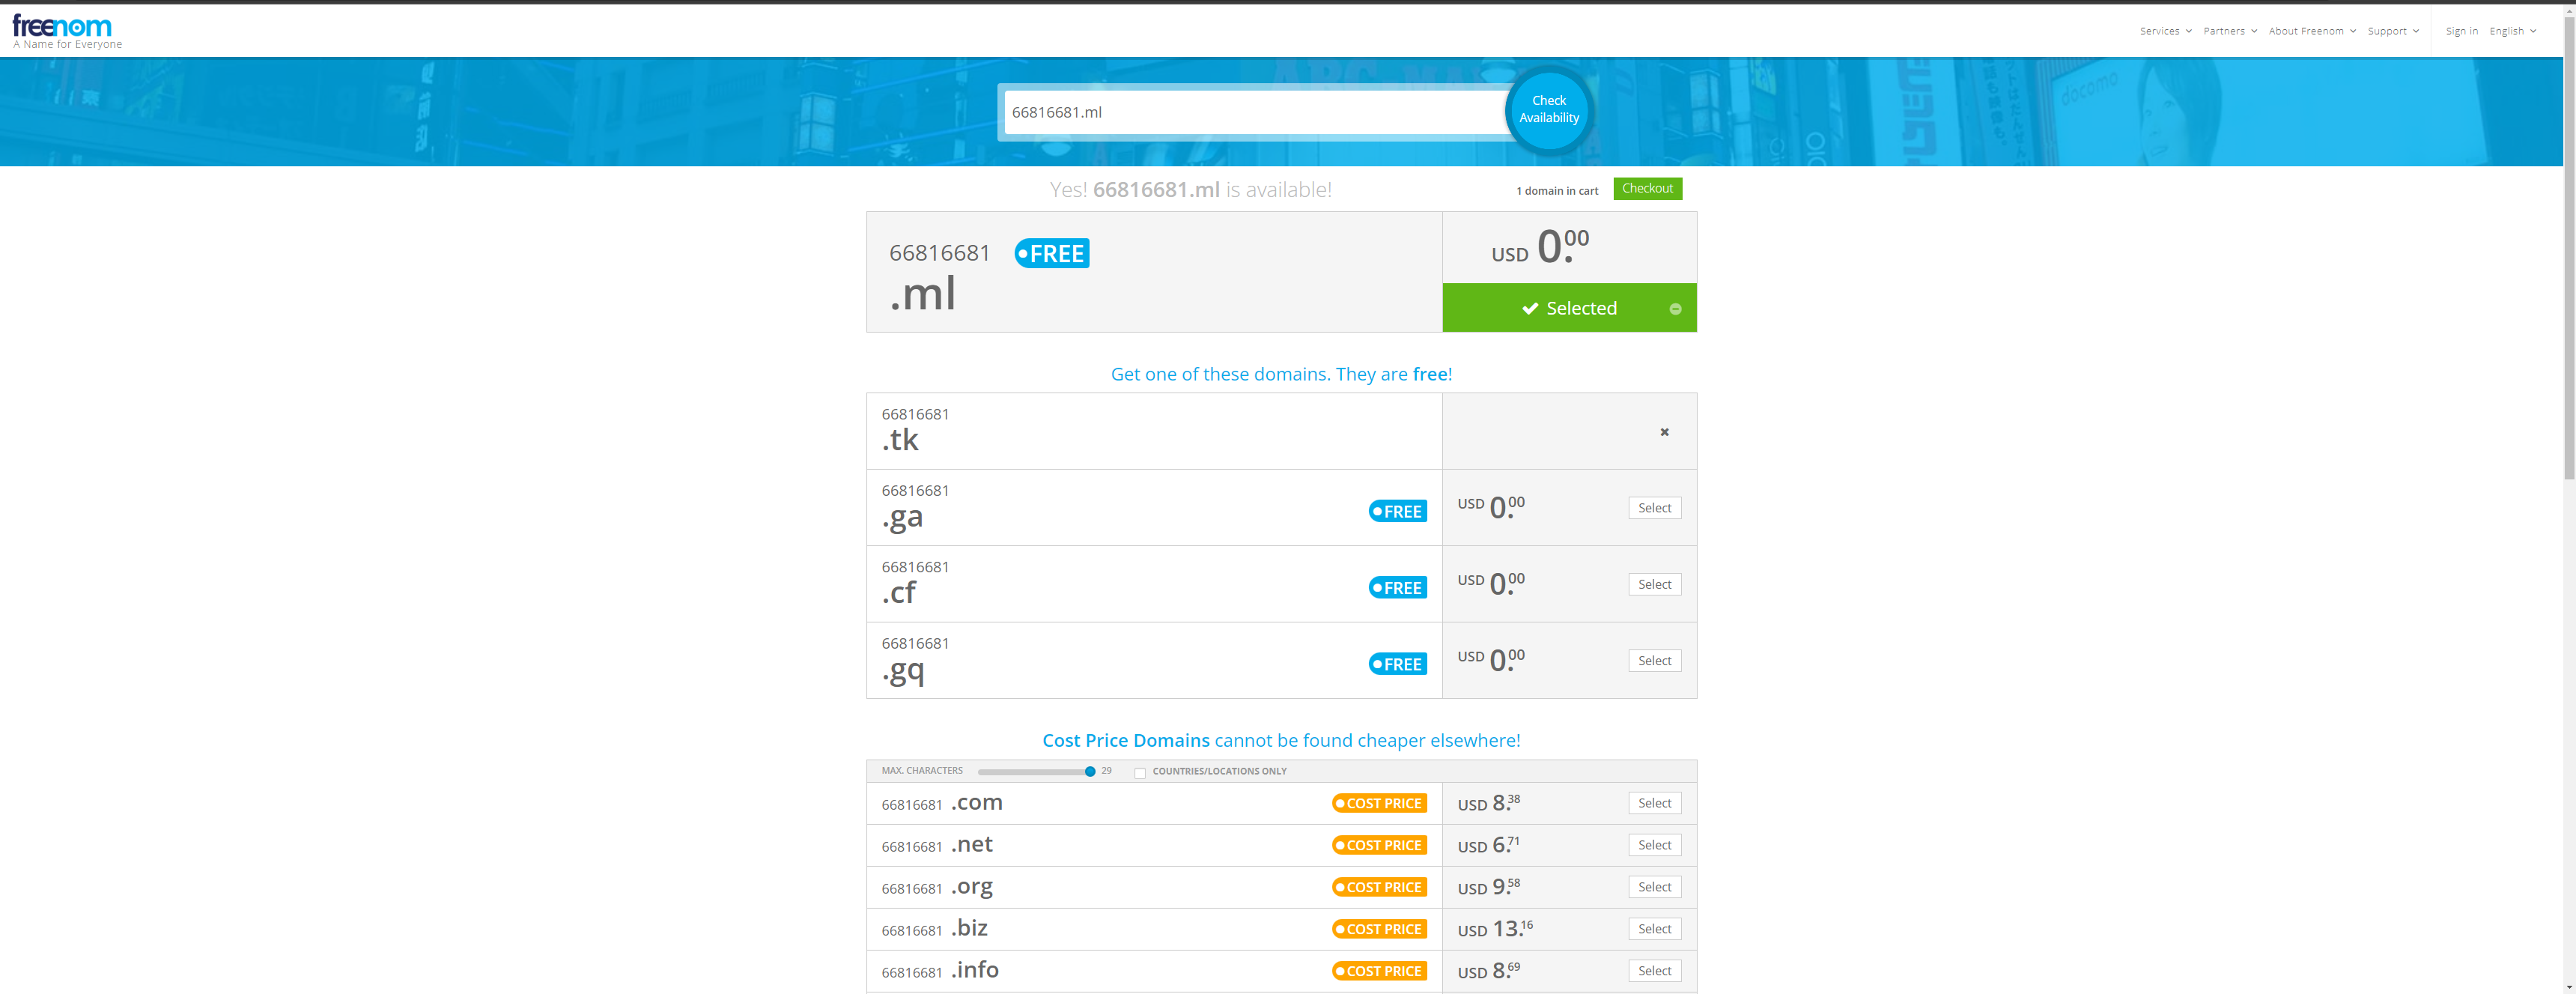 freenom
A Name for Everyone
Services Partners About Freenom Support Sign in English
66816681.ml
Check
Availability
docomo
Yes! 66816681.ml is available!
1 domain in cart Checkout
66816681 FREE
.ml
USD 0.00
Selected
Get one of these domains. They are free!
66816681
.tk
66816681
.ga
FREE USD 0.00 Select
66816681
.cf
FREE USD 0.00 Select
66816681
.gq
FREE USD 0.00 Select
Cost Price Domains cannot be found cheaper elsewhere!
MAX. CHARACTERS 29 COUNTRIES/LOCATIONS ONLY
66816681 .com COST PRICE USD 8.38 Select
66816681 .net COST PRICE USD 6.71 Select
66816681 .org COST PRICE USD 9.58 Select
66816681 .biz COST PRICE USD 13.16 Select
66816681 .info COST PRICE USD 8.69 Select